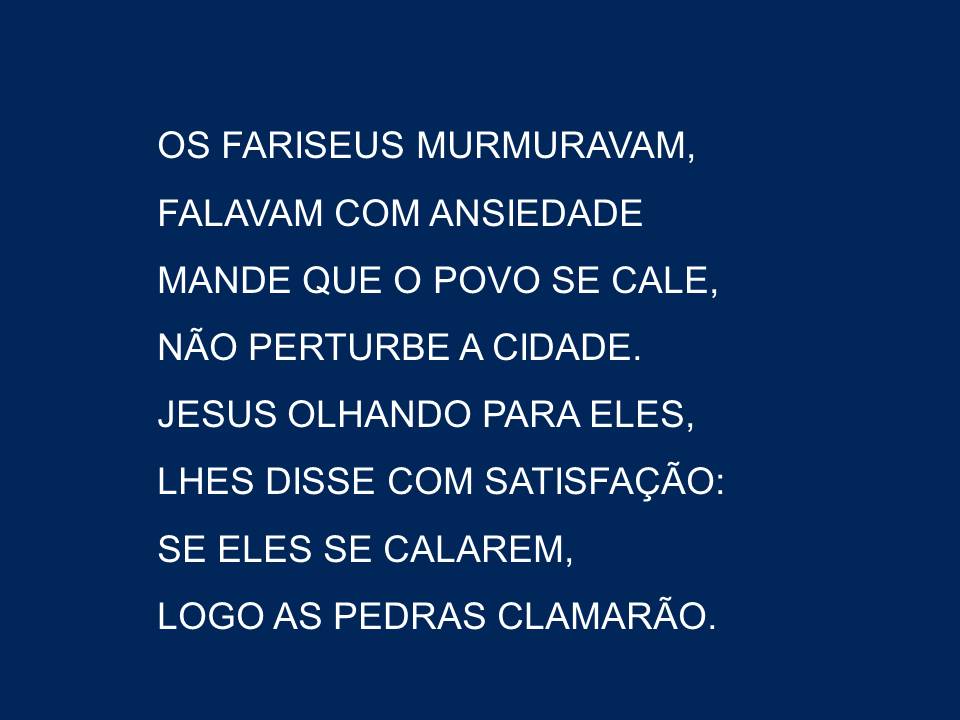 OS FARISEUS MURMURAVAM,
FALAVAM COM ANSIEDADE
MANDE QUE O POVO SE CALE,
NÃO PERTURBE A CIDADE.
JESUS OLHANDO PARA ELES,
LHES DISSE COM SATISFAÇÃO:
SE ELES SE CALAREM,
LOGO AS PEDRAS CLAMARÃO.